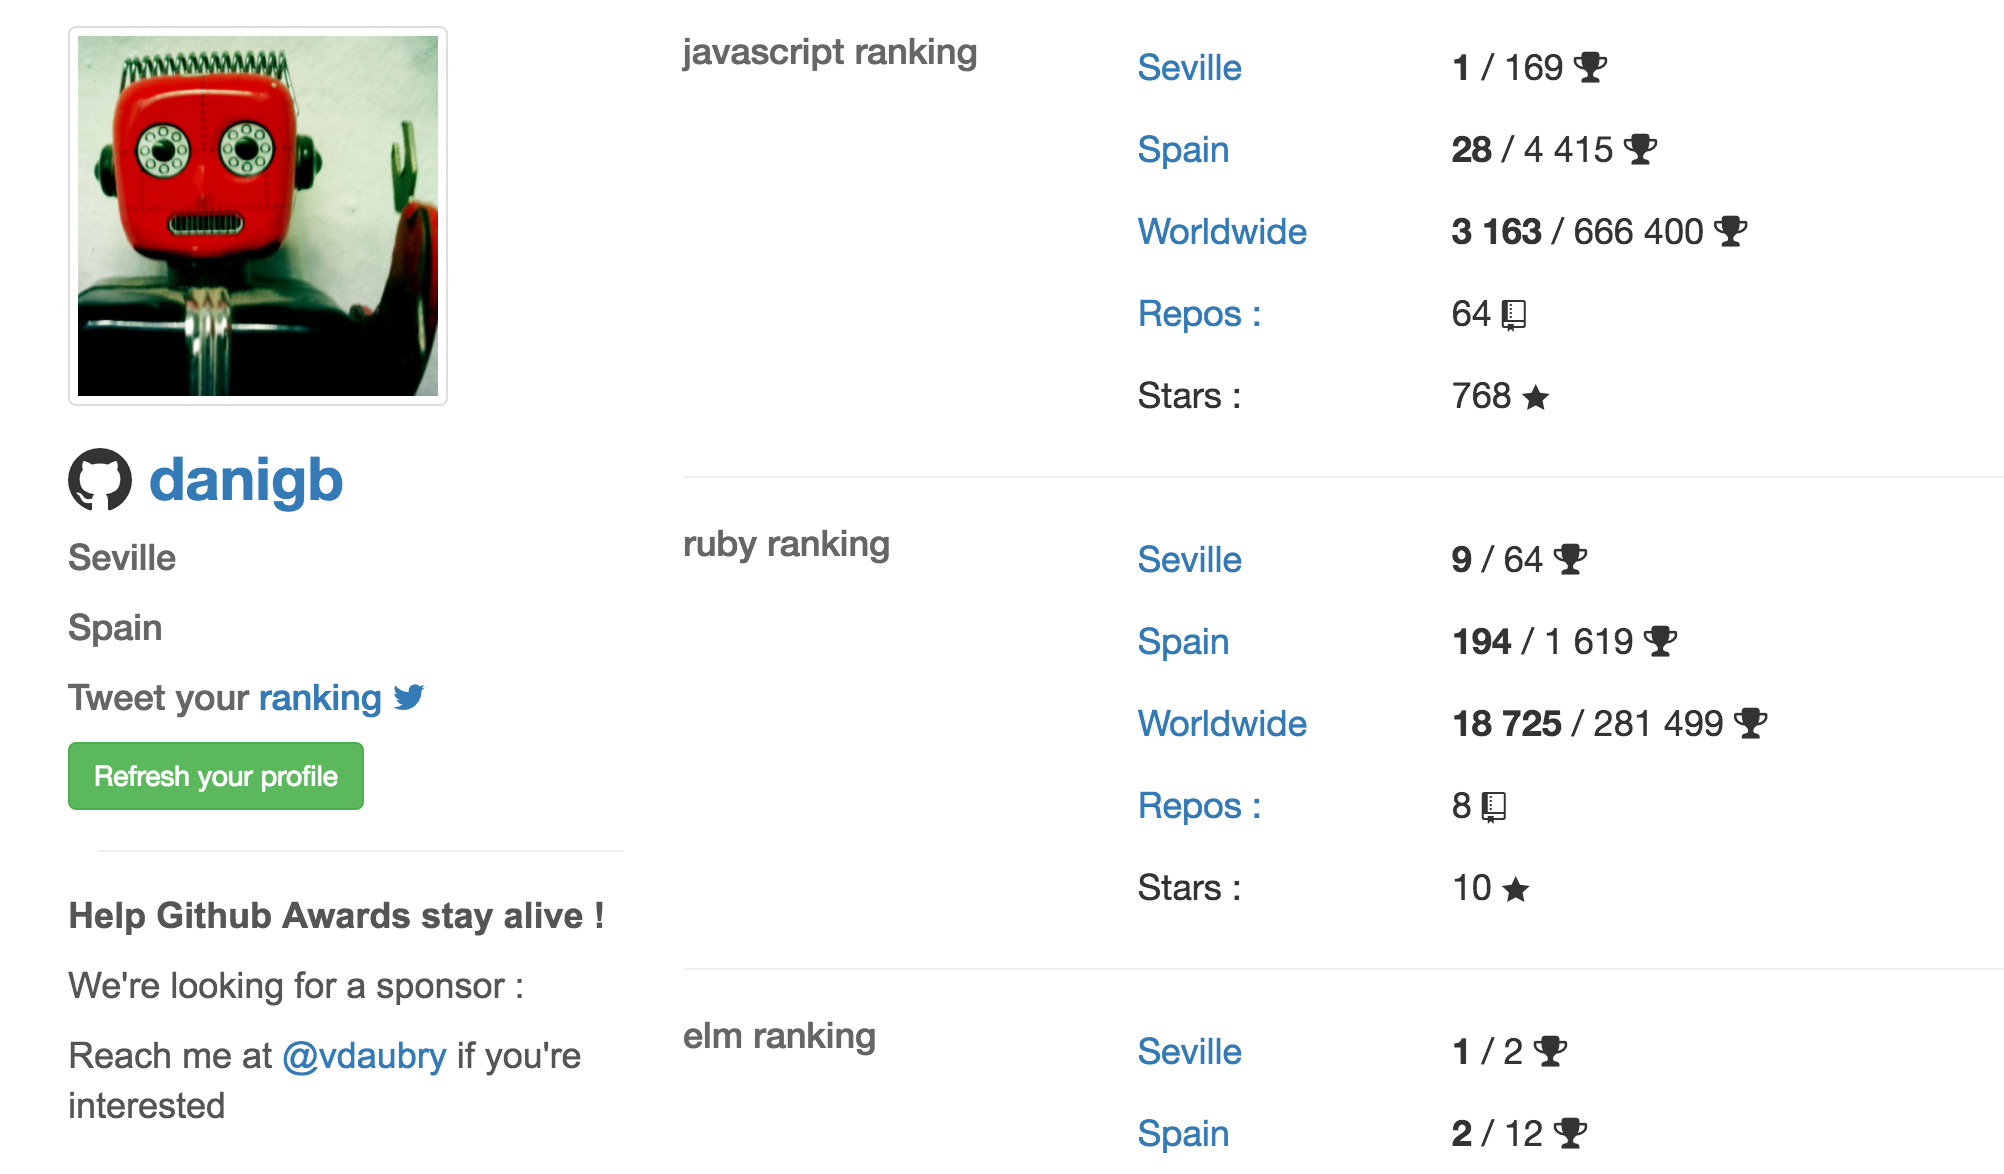 danigb
Seville
Spain
Tweet your ranking
Refresh your profile
Help Github Awards stay alive !
We're looking for a sponsor :
Reach me at @vdaubry if you're
interested
javascript ranking
Seville 1 / 169
Spain 28 / 4 415
Worldwide 3 163 / 666 400
Repos : 64
Stars : 768
ruby ranking
Seville 9 / 64
Spain 194 / 1 619
Worldwide 18 725 / 281 499
Repos : 8
Stars : 10
elm ranking
Seville 1 / 2
Spain 2 / 12